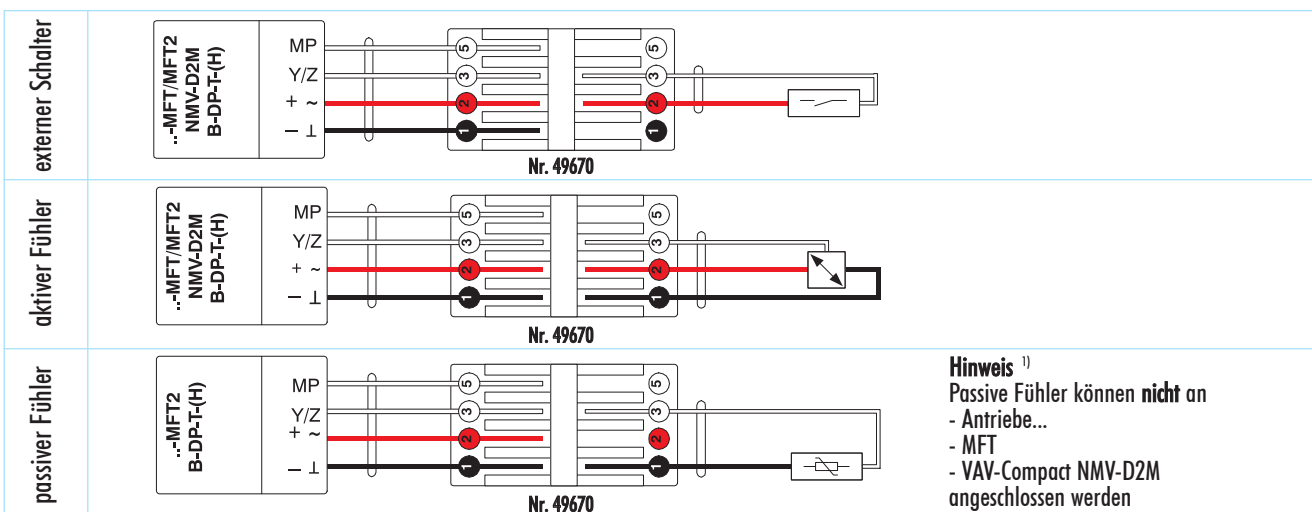 externer Schalter
..-MFT/MFT2
NMV-D2M
B-DP-T-(H)
MP
Y/Z
+ ~
– ⊥
5
3
2
1
5
3
2
1
Nr. 49670
aktiver Fühler
..-MFT/MFT2
NMV-D2M
B-DP-T-(H)
MP
Y/Z
+ ~
– ⊥
5
3
2
1
5
3
2
1
Nr. 49670
passiver Fühler
..-MFT2
B-DP-T-(H)
MP
Y/Z
+ ~
– ⊥
5
3
2
1
5
3
2
1
Nr. 49670
Hinweis 1)
Passive Fühler können nicht an
- Antriebe...
- MFT
- VAV-Compact NMV-D2M
angeschlossen werden